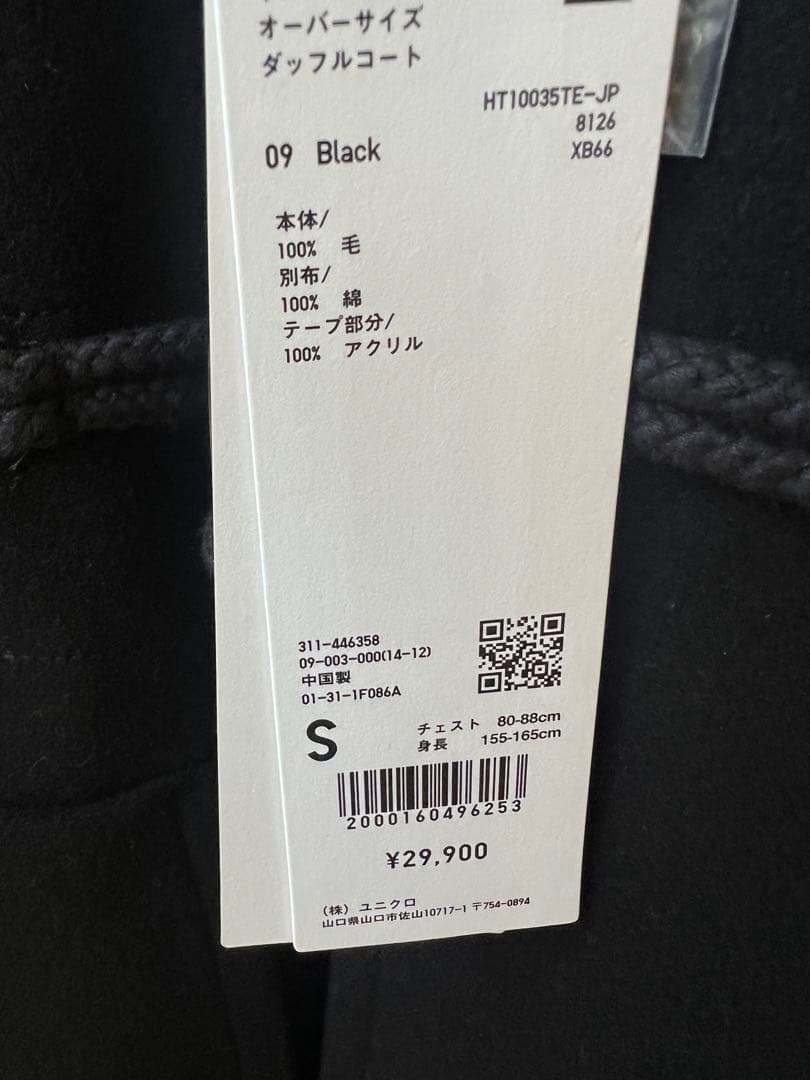 オーバーサイズ
ダッフルコート
HT10035TE-JP
8126
09 Black
XB66
本体/
100% 毛
別布/
100% 綿
テープ部分/
100% アクリル
311-446358
09-003-000(14-12)
中国製
01-31-1F086A
S
チェスト 80-88cm
身長 155-165cm
2000160496253
¥29,900
(株) ユニクロ
山口県山口市佐山10717-1 〒754-0894